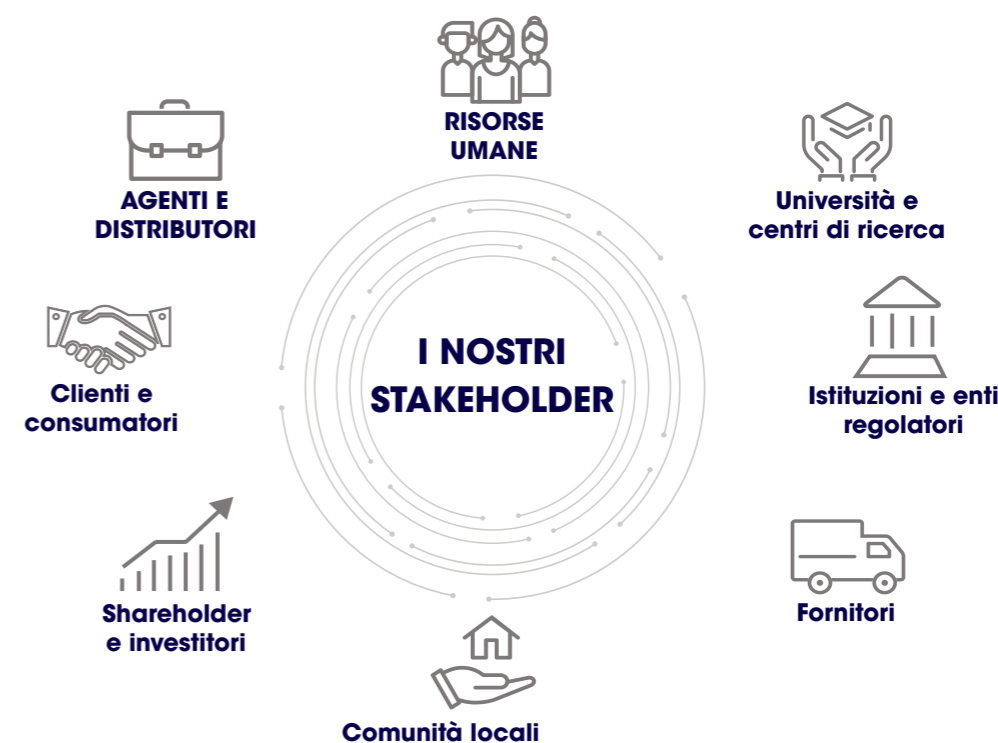 RISORSE
UMANE
AGENTI E
DISTRIBUTORI
Università e
centri di ricerca
I NOSTRI
STAKEHOLDER
Clienti e
consumatori
Istituzioni e enti
regolatori
Shareholder
e investitori
Fornitori
Comunità locali